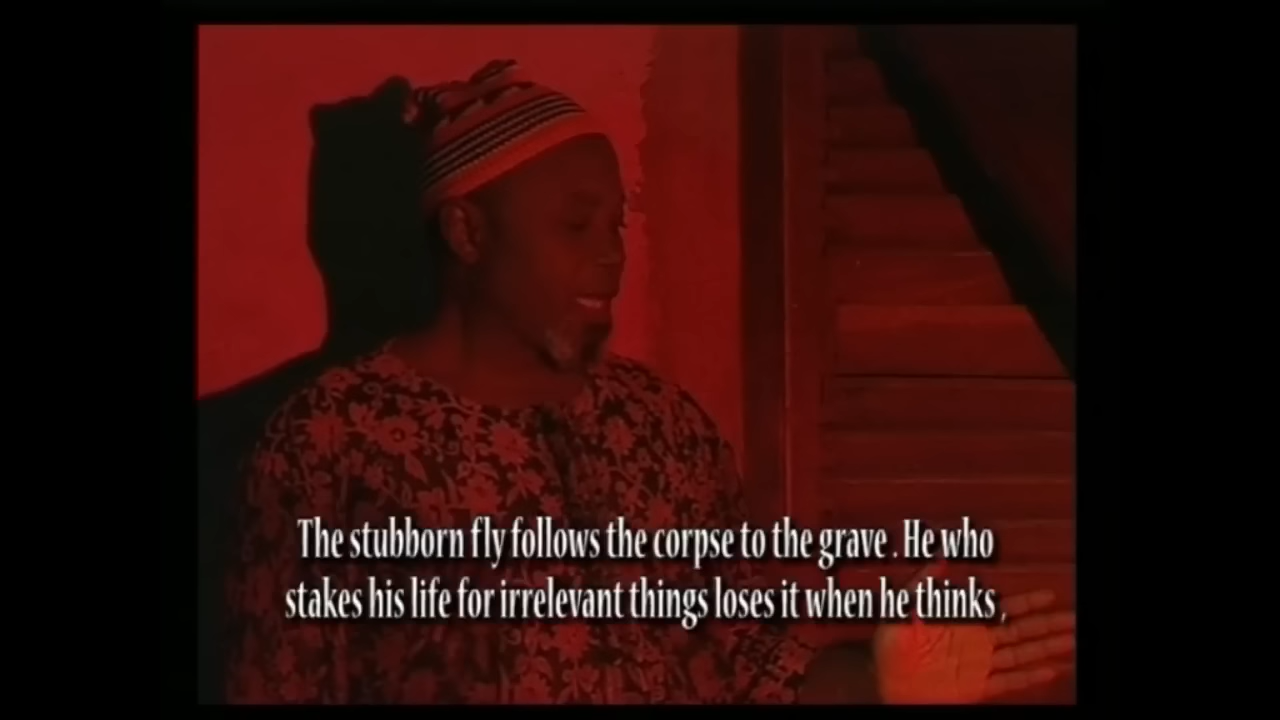 The stubborn fly follows the corpse to the grave . He who
stakes his life for irrelevant things loses it when he thinks ,